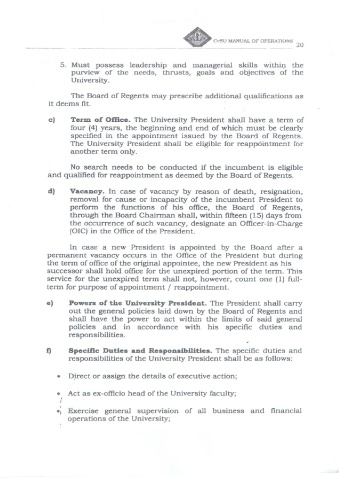 CvSU MANUAL OF OPERATIONS 20
5. Must possess leadership and managerial skills within the
purview of the needs, thrusts, goals and objectives of the
University.
The Board of Regents may prescribe additional qualifications as
it deems fit.
c) Term of Office. The University President shall have a term of
four (4) years, the beginning and end of which must be clearly
specified in the appointment issued by the Board of Regents.
The University President shall be eligible for reappointment for
another term only.
No search needs to be conducted if the incumbent is eligible
and qualified for reappointment as deemed by the Board of Regents.
d) Vacancy. In case of vacancy by reason of death, resignation,
removal for cause or incapacity of the incumbent President to
perform the functions of his office, the Board of Regents,
through the Board Chairman shall, within fifteen (15) days from
the occurrence of such vacancy, designate an Officer-in-Charge
(OIC) in the Office of the President.
In case a new President is appointed by the Board after a
permanent vacancy occurs in the Office of the President but during
the term of office of the original appointee, the new President as his
successor shall hold office for the unexpired portion of the term. This
service for the unexpired term shall not, however, count one (1) full-
term for purpose of appointment / reappointment.
e) Powers of the University President. The President shall carry
out the general policies laid down by the Board of Regents and
shall have the power to act within the limits of said general
policies and in accordance with his specific duties and
responsibilities.
f) Specific Duties and Responsibilities. The specific duties and
responsibilities of the University President shall be as follows:
• Direct or assign the details of executive action;
• Act as ex-officio head of the University faculty;
• Exercise general supervision of all business and financial
operations of the University;